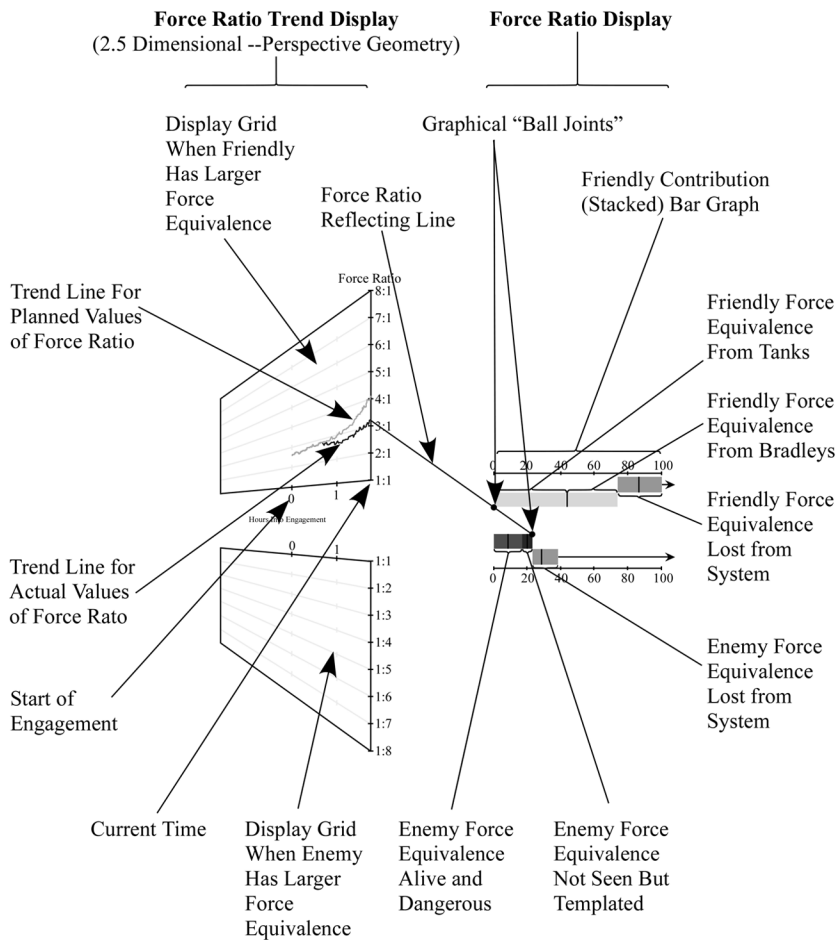 Force Ratio Trend Display
(2.5 Dimensional --Perspective Geometry)
Force Ratio Display
Display Grid
When Friendly
Has Larger
Force
Equivalence
Graphical “Ball Joints”
Force Ratio
Reflecting Line
Friendly Contribution
(Stacked) Bar Graph
Trend Line For
Planned Values
of Force Ratio
Force Ratio
8:1
7:1
6:1
5:1
4:1
3:1
2:1
1:1
0 1
Hours Into Engagement
0 1
1:1
1:2
1:3
1:4
1:5
1:6
1:7
1:8
Friendly Force
Equivalence
From Tanks
Friendly Force
Equivalence
From Bradleys
0 20 40 60 80 100
0 20 40 60 80 100
Friendly Force
Equivalence
Lost from
System
Trend Line for
Actual Values
of Force Rato
Enemy Force
Equivalence
Lost from
System
Start of
Engagement
Current Time
Display Grid
When Enemy
Has Larger
Force
Equivalence
Enemy Force
Equivalence
Alive and
Dangerous
Enemy Force
Equivalence
Not Seen But
Templated